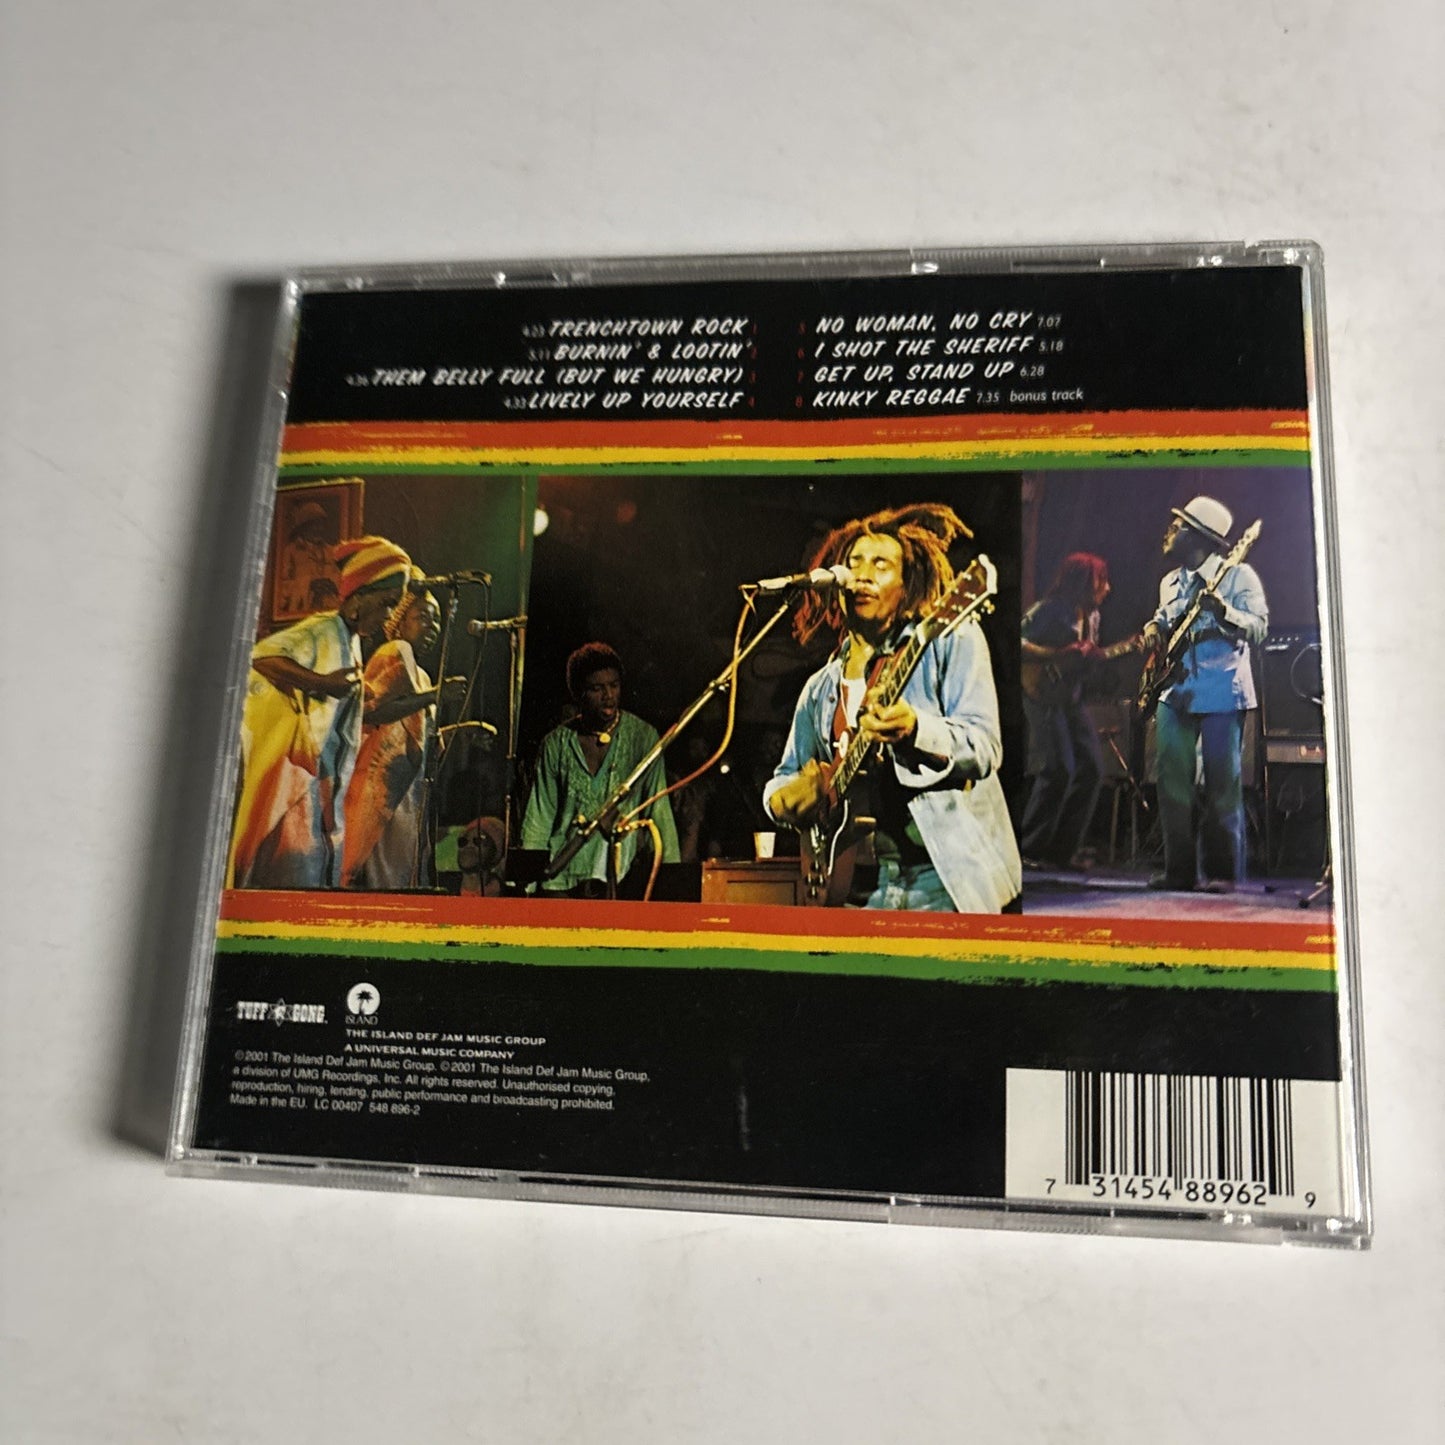 4.23 TRENCHTOWN ROCK 1
5.11 BURNIN' & LOOTIN' 2
4.36 THEM BELLY FULL (BUT WE HUNGRY) 3
4.33 LIVELY UP YOURSELF 4
5 NO WOMAN, NO CRY 7.07
6 I SHOT THE SHERIFF 5.18
7 GET UP, STAND UP 6.28
8 KINKY REGGAE 7.35 bonus track
TUFF GONG
ISLAND
THE ISLAND DEF JAM MUSIC GROUP
A UNIVERSAL MUSIC COMPANY
℗2001 The Island Def Jam Music Group. ©2001 The Island Def Jam Music Group,
a division of UMG Recordings, Inc. All rights reserved. Unauthorised copying,
reproduction, hiring, lending, public performance and broadcasting prohibited.
Made in the EU. LC 00407 548 896-2
7 31454 88962 9